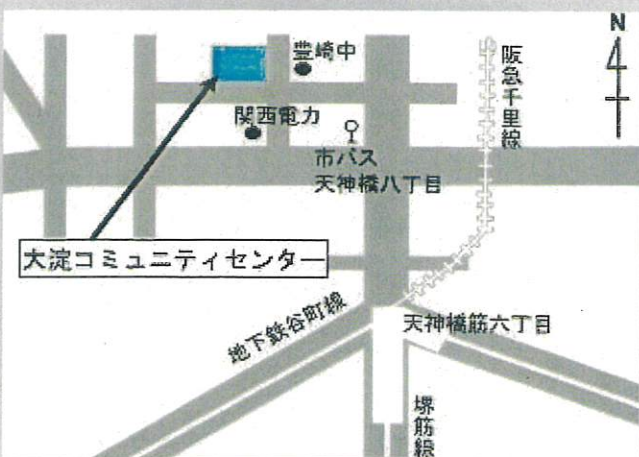 N
豊崎中
阪急千里線
関西電力
市バス
天神橋八丁目
大淀コミュニティセンター
地下鉄谷町線
天神橋筋六丁目
堺筋線